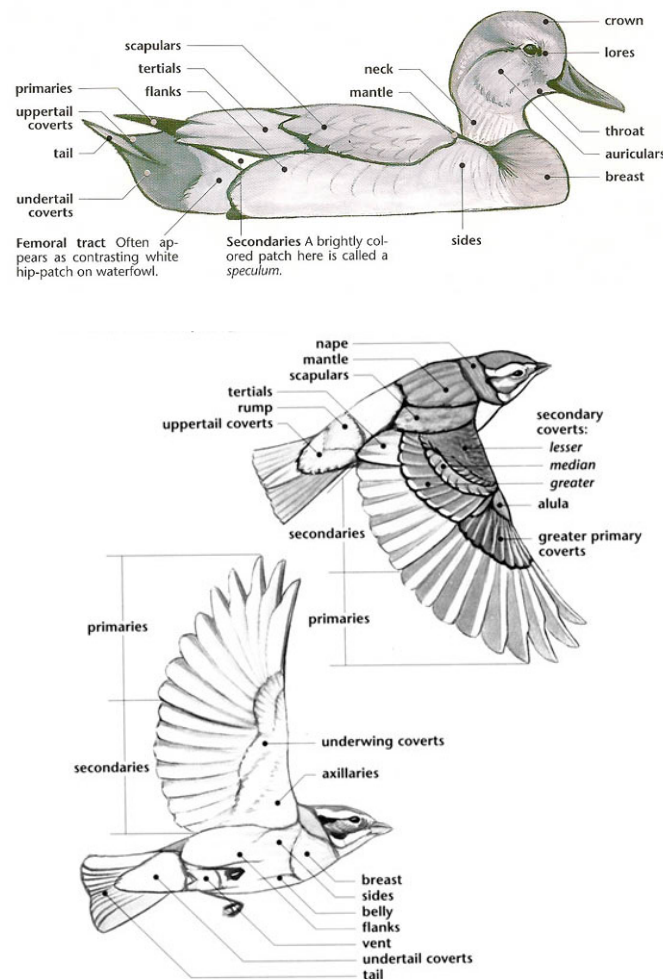 crown
scapulars
lores
tertials
neck
primaries
flanks
mantle
uppertail
coverts
tail
throat
auriculars
breast
undertail
coverts
Femoral tract Often ap-
pears as contrasting white
hip-patch on waterfowl.
Secondaries A brightly col-
ored patch here is called a
speculum.
sides
nape
mantle
scapulars
tertials
rump
uppertail coverts
secondary
coverts:
lesser
median
greater
alula
greater primary
coverts
secondaries
primaries
primaries
secondaries
underwing coverts
axillaries
breast
sides
belly
flanks
vent
undertail coverts
tail